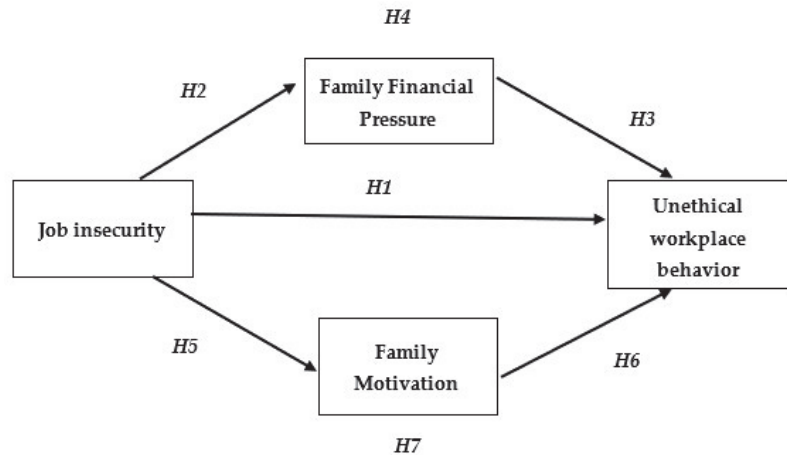 H4
Family Financial
Pressure
H2
H3
H1
Job insecurity
Unethical
workplace
behavior
H5
Family
Motivation
H6
H7